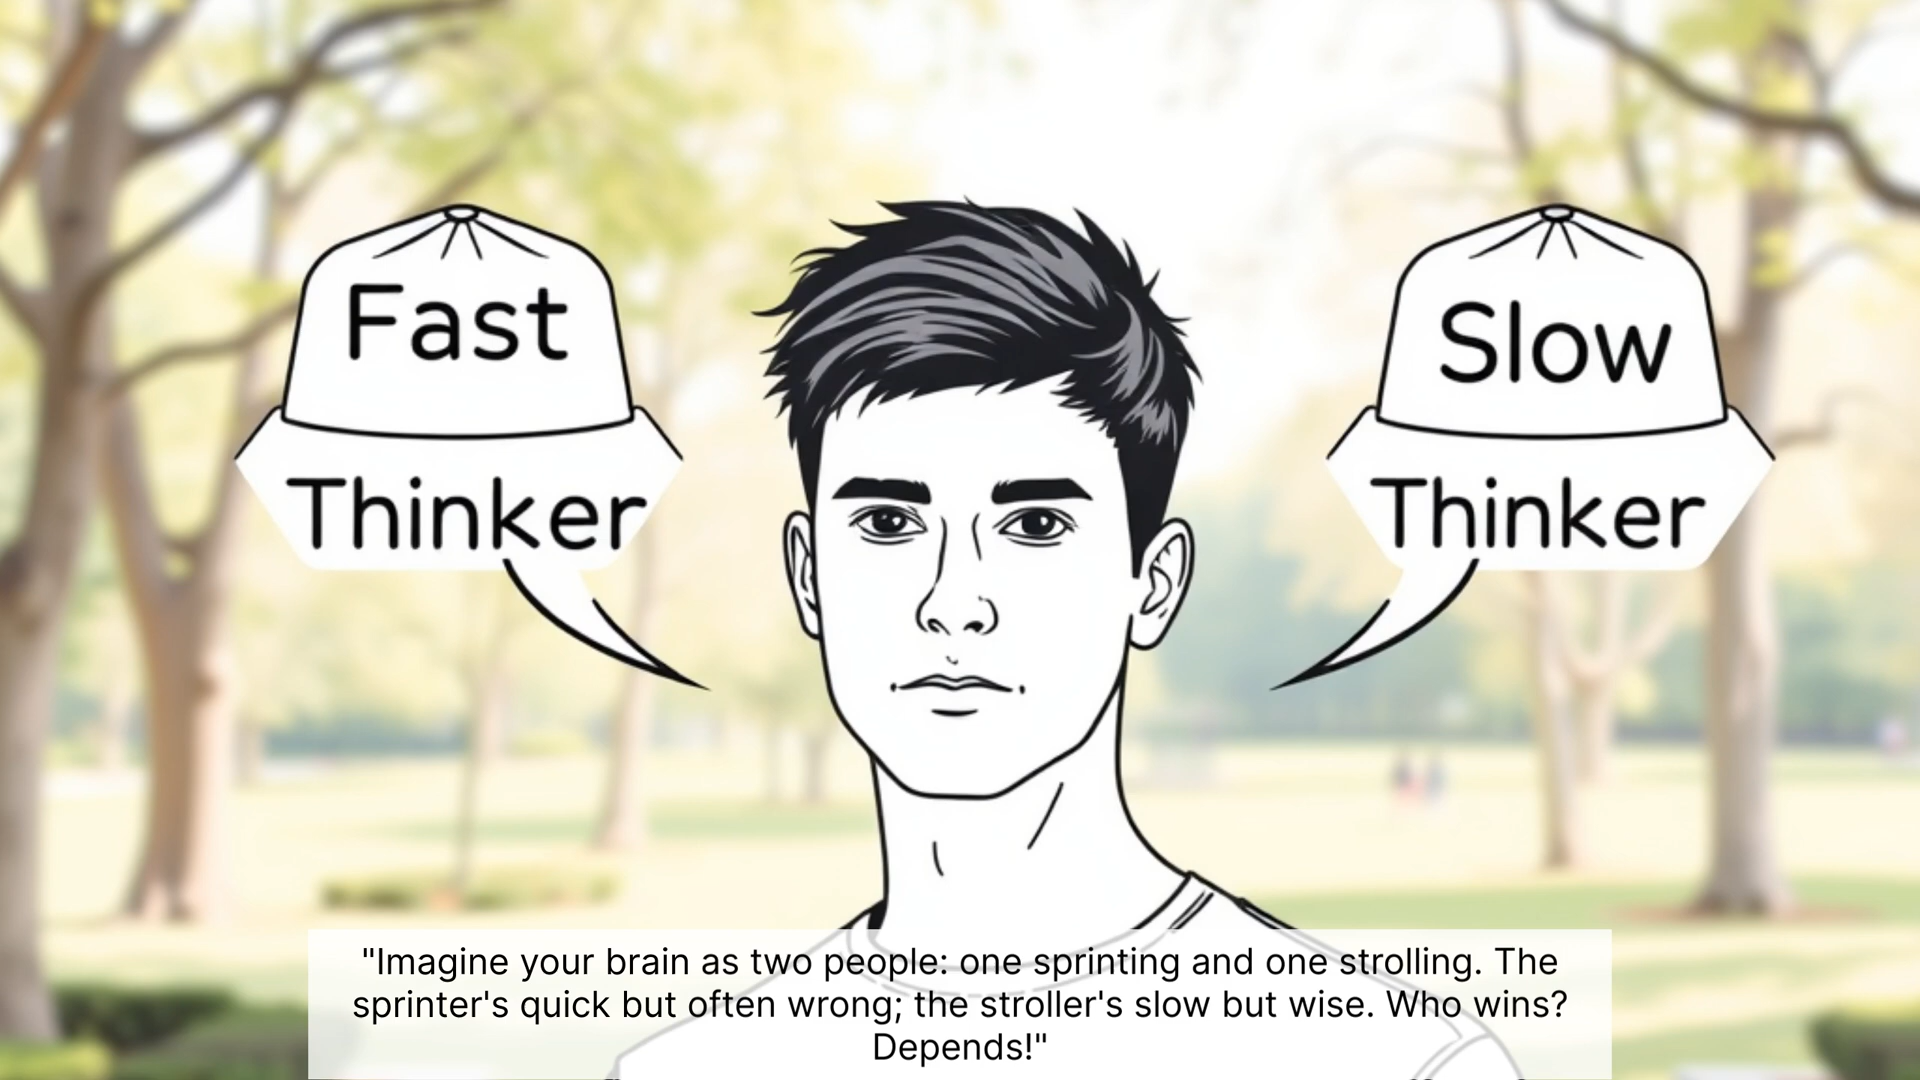 Fast
Thinker
Slow
Thinker
"Imagine your brain as two people: one sprinting and one strolling. The
sprinter's quick but often wrong; the stroller's slow but wise. Who wins?
Depends!"